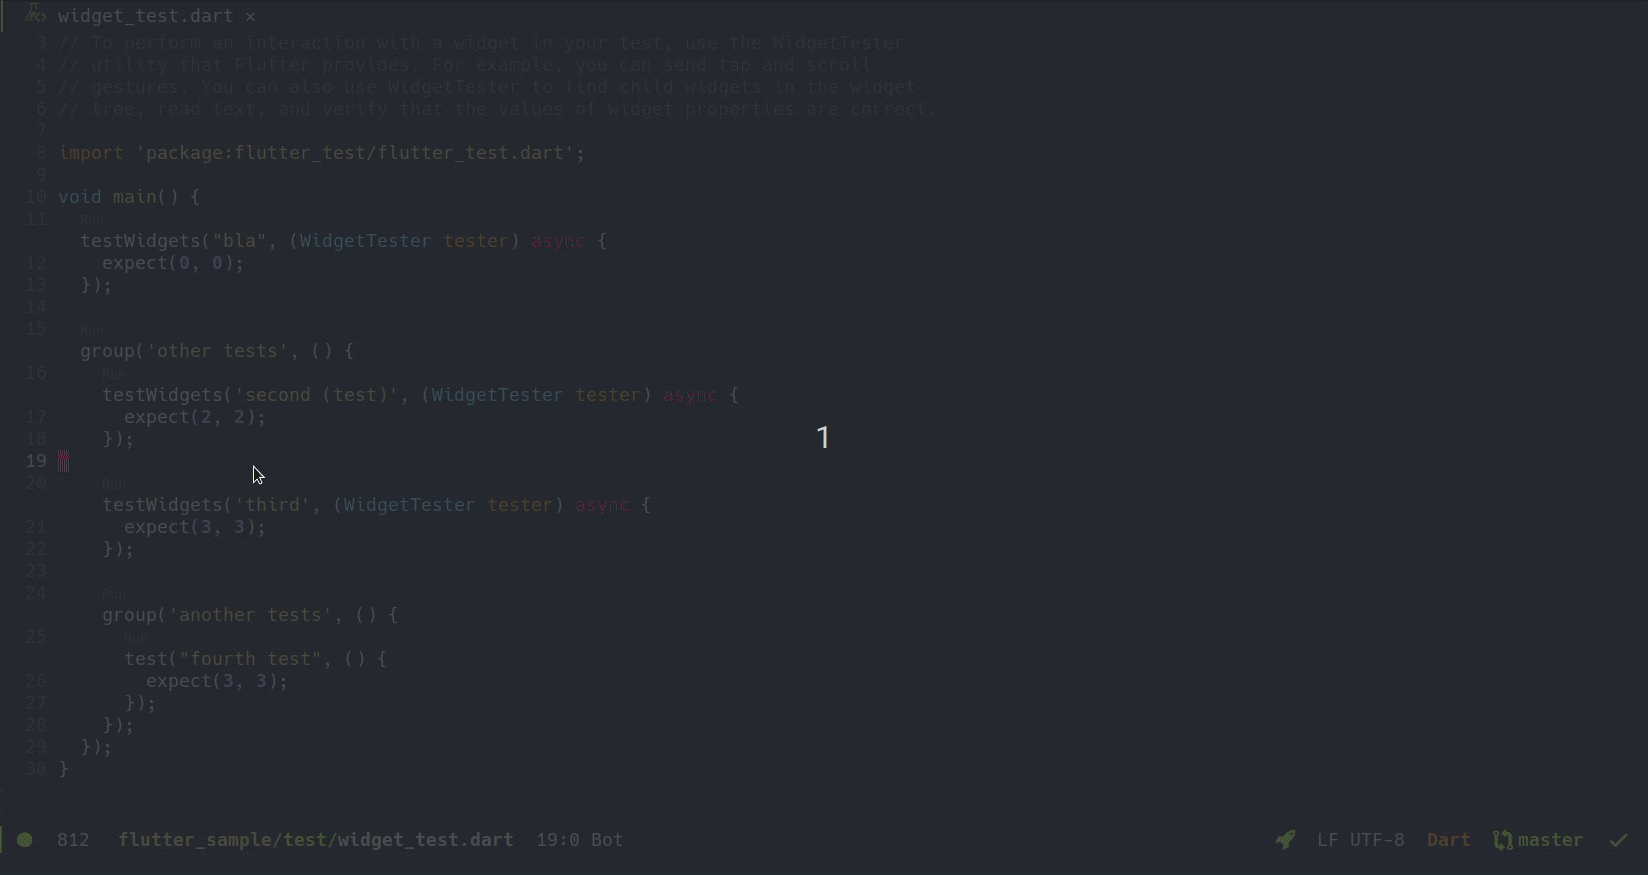 widget_test.dart ×
3 // To perform an interaction with a widget in your test, use the WidgetTester
4 // utility that Flutter provides. For example, you can send tap and scroll
5 // gestures. You can also use WidgetTester to find child widgets in the widget
6 // tree, read text, and verify that the values of widget properties are correct.
7
8 import 'package:flutter_test/flutter_test.dart';
9
10 void main() {
11 Run
testWidgets("bla", (WidgetTester tester) async {
12 expect(0, 0);
13 });
14
15 Run
group('other tests', () {
16 Run
testWidgets('second (test)', (WidgetTester tester) async {
17 expect(2, 2);
18 });
1
19
20 Run
testWidgets('third', (WidgetTester tester) async {
21 expect(3, 3);
22 });
23
24 Run
group('another tests', () {
25 Run
test("fourth test", () {
26 expect(3, 3);
27 });
28 });
29 });
30 }
812 flutter_sample/test/widget_test.dart 19:0 Bot LF UTF-8 Dart master